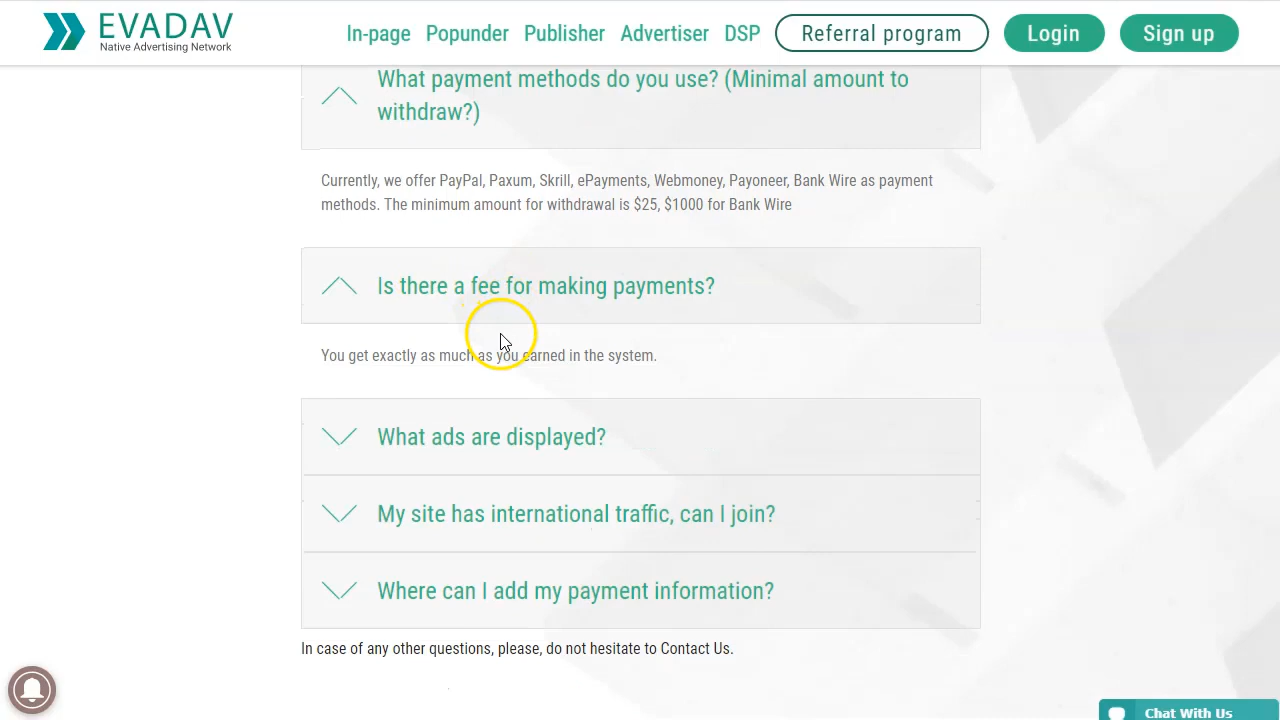 EVADAV
Native Advertising Network
In-page Popunder Publisher Advertiser DSP Referral program Login Sign up
What payment methods do you use? (Minimal amount to
withdraw?)
Currently, we offer PayPal, Paxum, Skrill, ePayments, Webmoney, Payoneer, Bank Wire as payment
methods. The minimum amount for withdrawal is $25, $1000 for Bank Wire
Is there a fee for making payments?
You get exactly as much as you earned in the system.
What ads are displayed?
My site has international traffic, can I join?
Where can I add my payment information?
In case of any other questions, please, do not hesitate to Contact Us.
Chat With Us